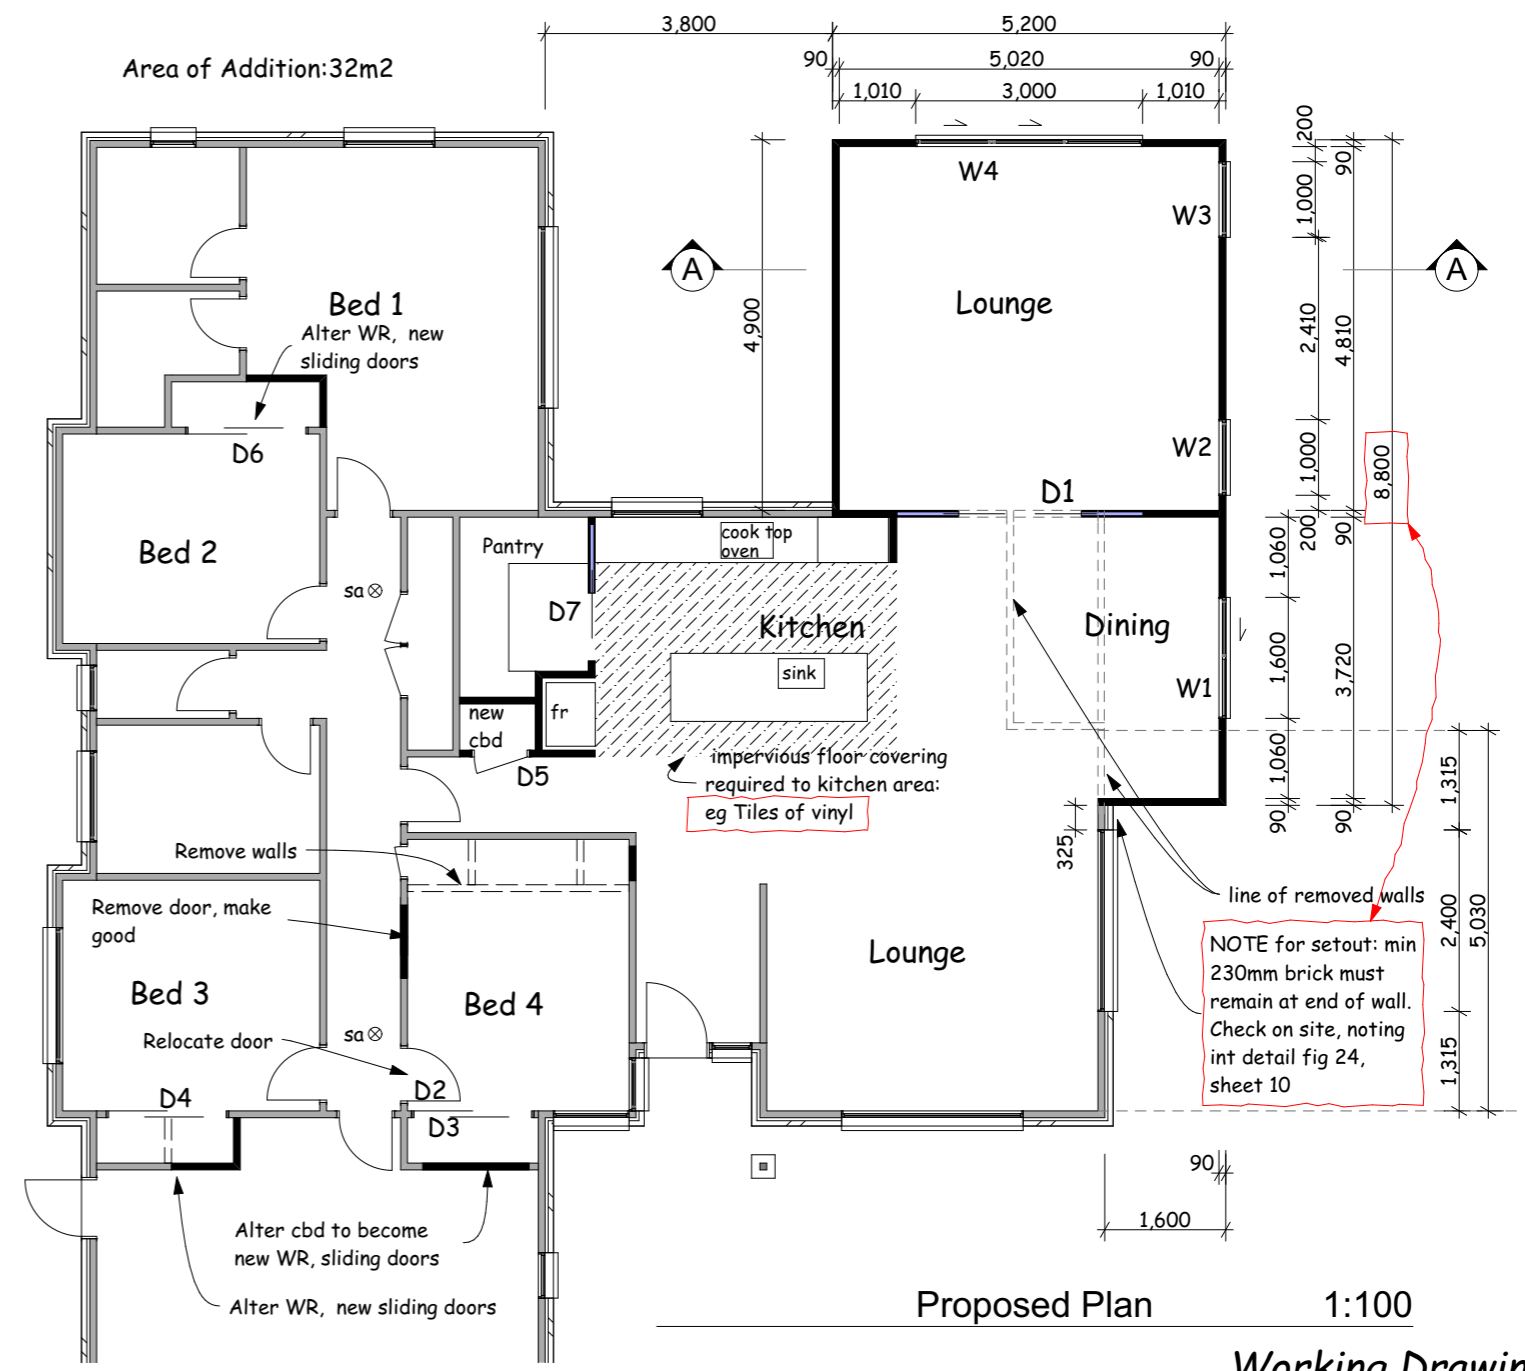 3,800
5,200
Area of Addition:32m2
90
5,020
90
1,010
3,000
1,010
200
90
W4
1,000
W3
A
A
Bed 1
Lounge
Alter WR, new
sliding doors
4,900
2,410
4,810
D6
W2
1,000
8,800
D1
Bed 2
Pantry
cook top
oven
1,060
200
90
sa
D7
Kitchen
Dining
sink
1,600
3,720
W1
new
cbd
fr
D5
impervious floor covering
required to kitchen area:
eg Tiles of vinyl
1,060
1,315
90
90
325
Remove walls
line of removed walls
Remove door, make
good
2,400
5,030
Lounge
NOTE for setout: min
230mm brick must
remain at end of wall.
Check on site, noting
int detail fig 24,
sheet 10
Bed 3
Bed 4
sa
Relocate door
1,315
D4
D2
D3
90
1,600
Alter cbd to become
new WR, sliding doors
Alter WR, new sliding doors
Proposed Plan 1:100
Working Drawin